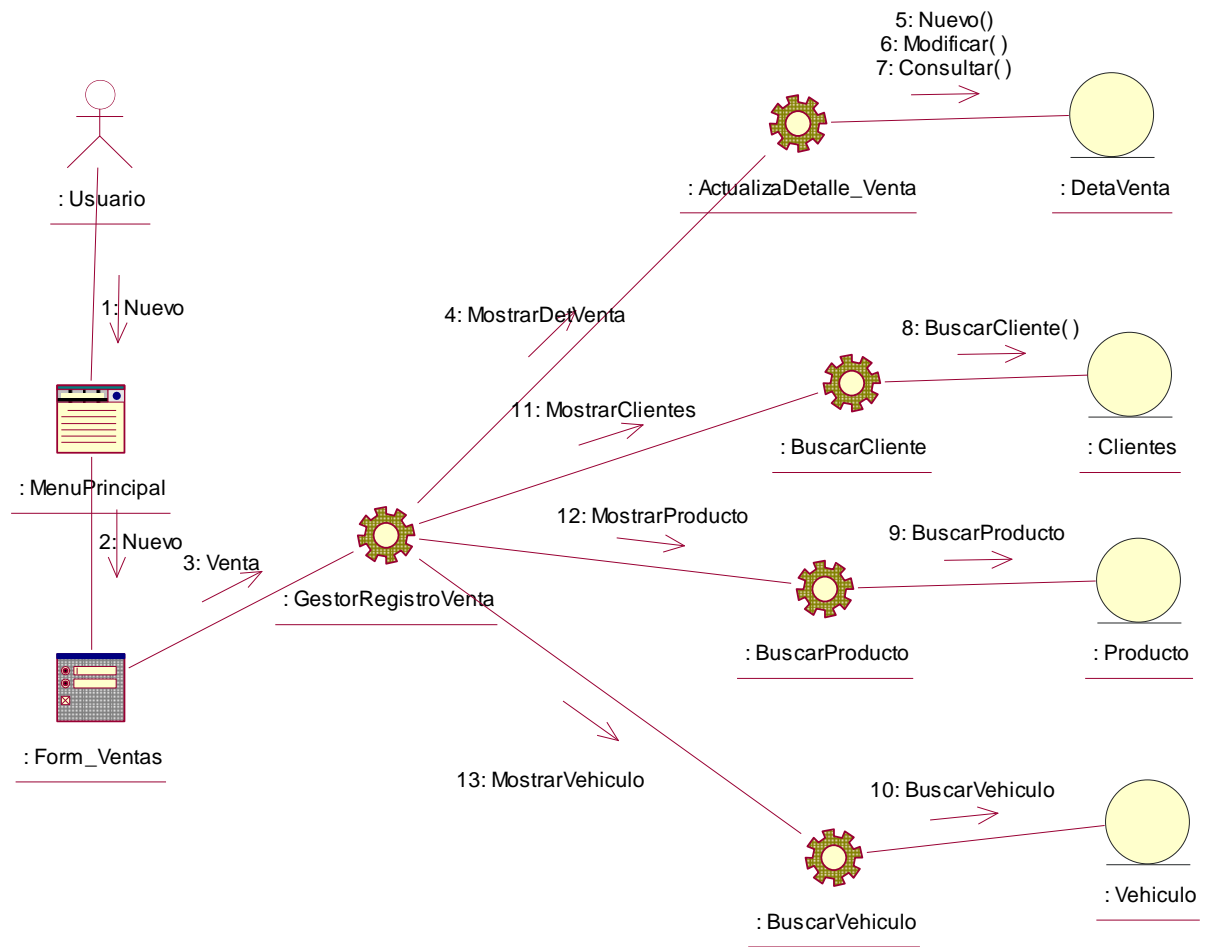 5: Nuevo()
6: Modificar( )
7: Consultar( )
: Usuario
: ActualizaDetalle_Venta
: DetaVenta
1: Nuevo
4: MostrarDetVenta
8: BuscarCliente( )
11: MostrarClientes
: BuscarCliente
: Clientes
: MenuPrincipal
12: MostrarProducto
9: BuscarProducto
2: Nuevo
3: Venta
: GestorRegistroVenta
: BuscarProducto
: Producto
: Form_Ventas
13: MostrarVehiculo
10: BuscarVehiculo
: BuscarVehiculo
: Vehiculo